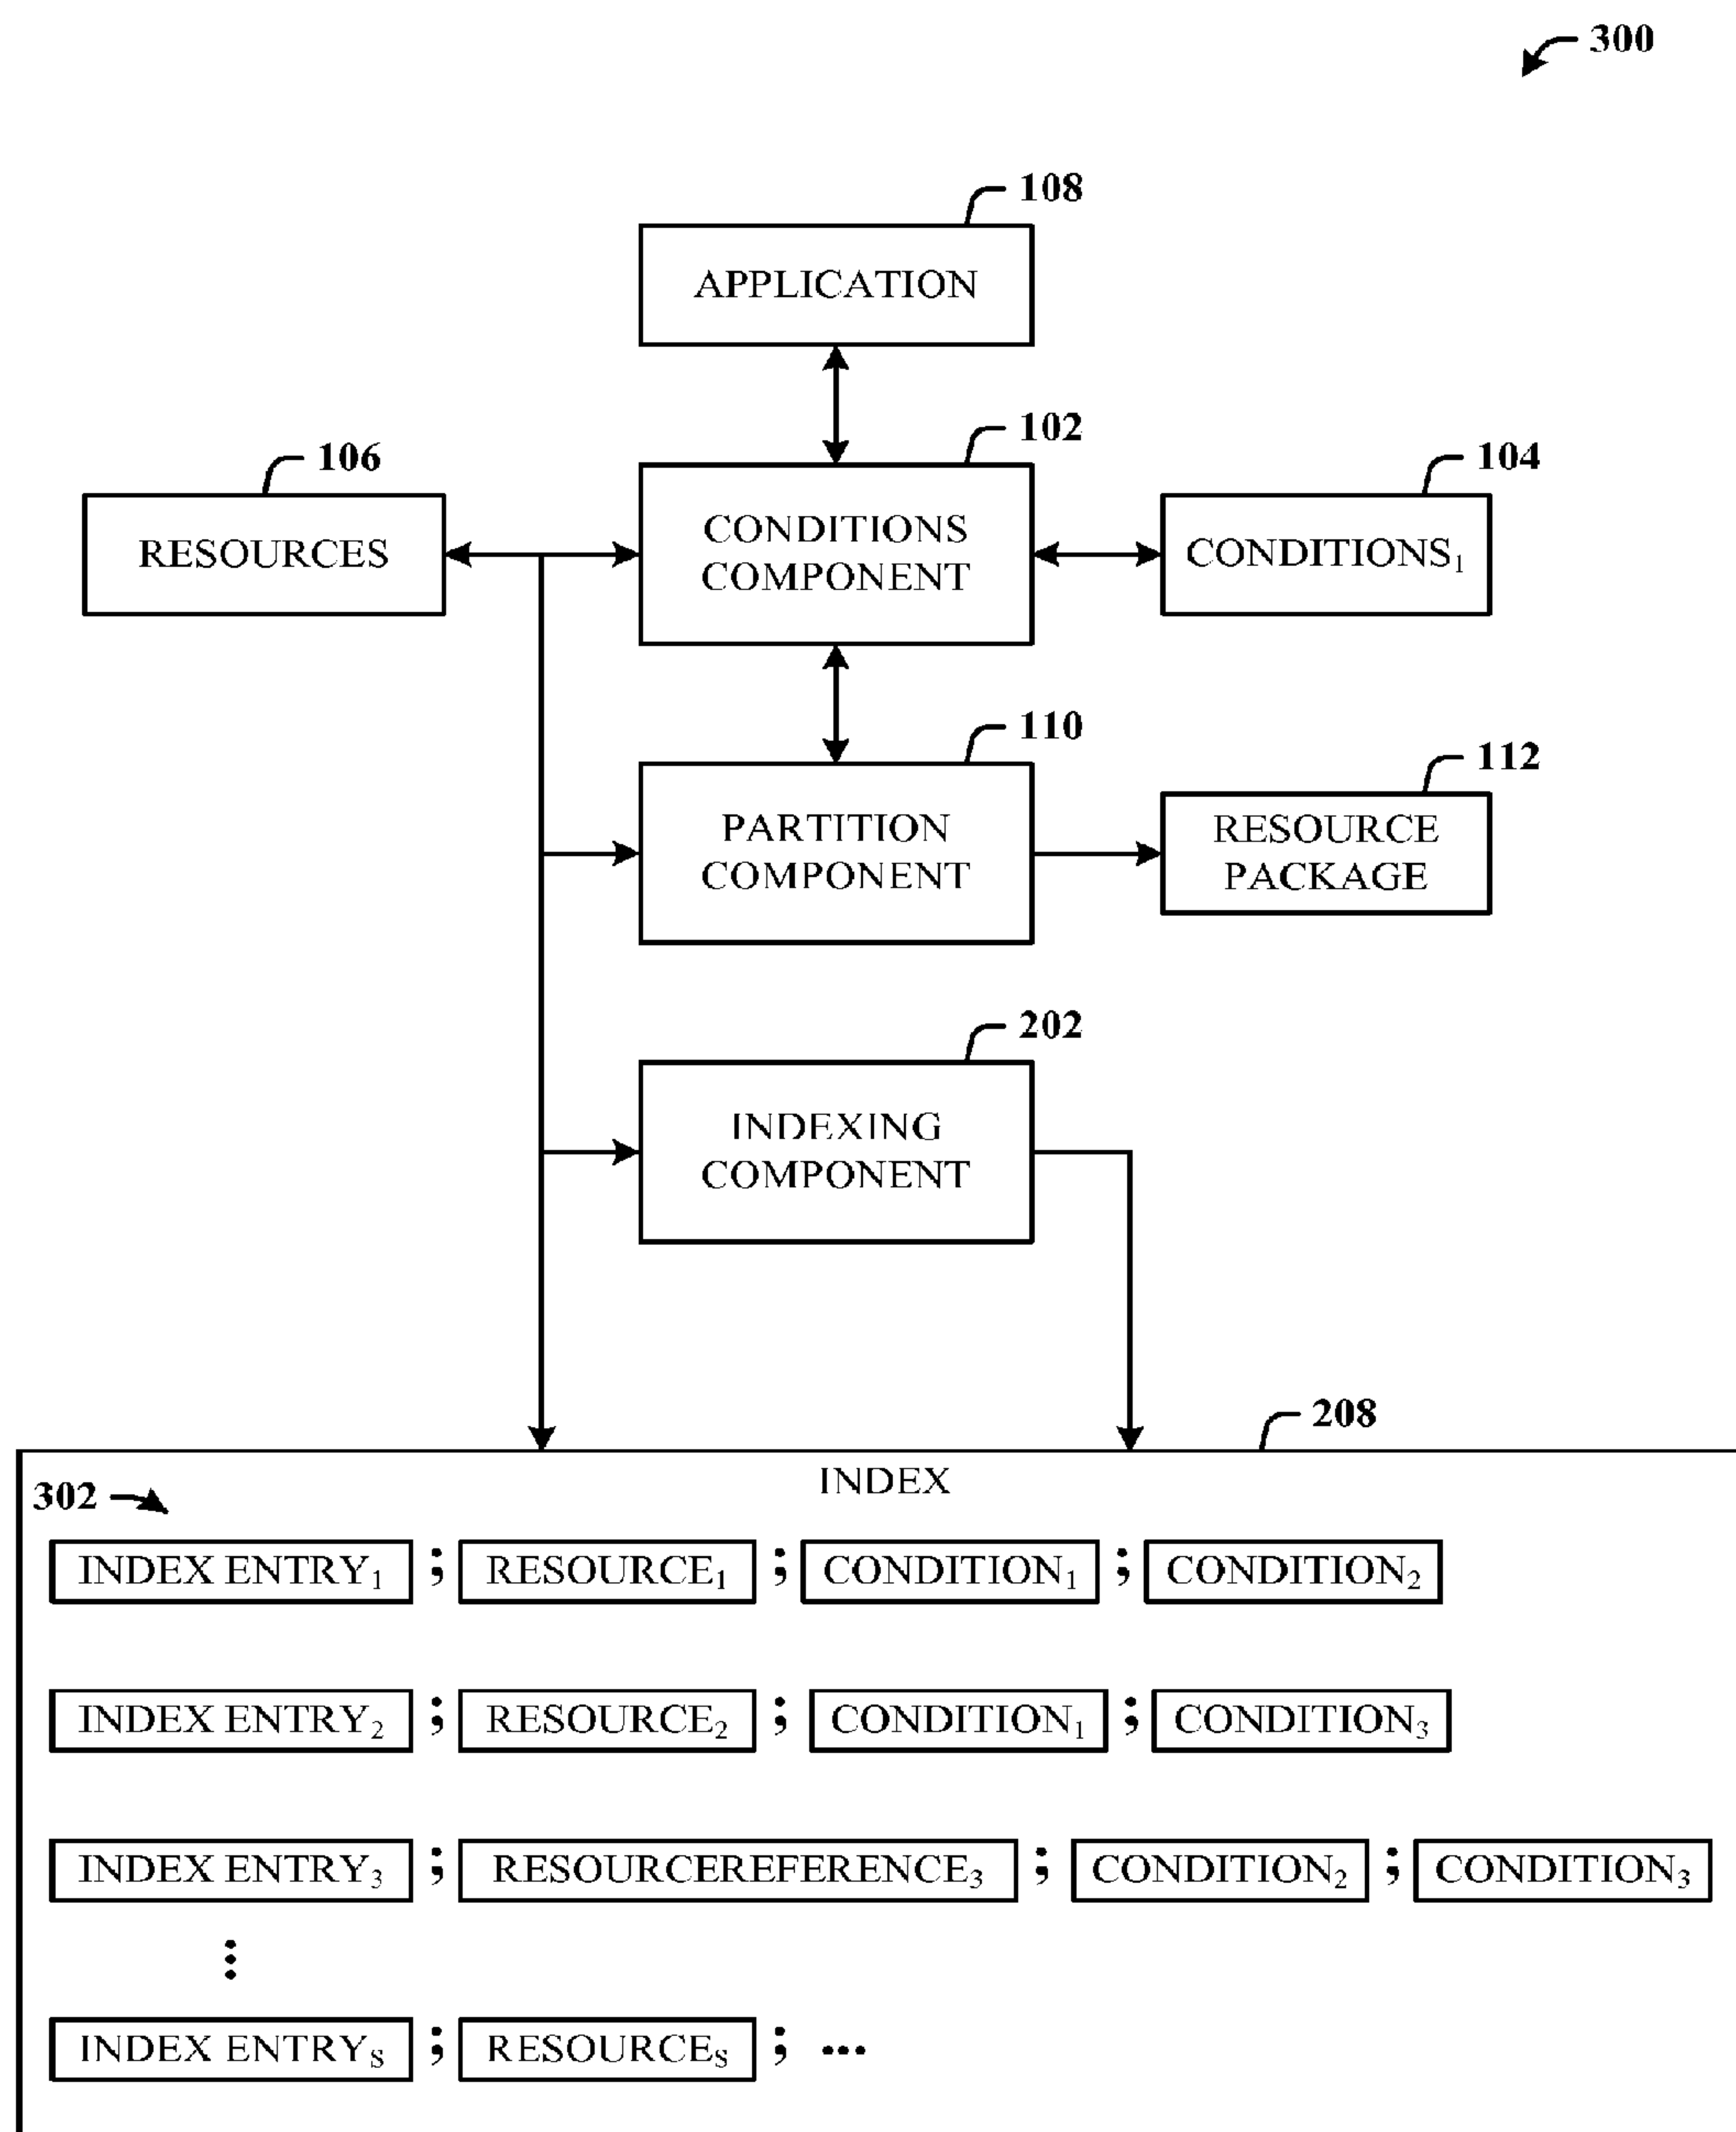 300
108
APPLICATION
102
106
104
CONDITIONS
COMPONENT
RESOURCES
CONDITIONS₁
110
112
PARTITION
COMPONENT
RESOURCE
PACKAGE
202
INDEXING
COMPONENT
208
INDEX
302
INDEX ENTRY₁ ; RESOURCE₁ ; CONDITION₁ ; CONDITION₂
INDEX ENTRY₂ ; RESOURCE₂ ; CONDITION₁ ; CONDITION₃
INDEX ENTRY₃ ; RESOURCEREFERENCE₃ ; CONDITION₂ ; CONDITION₃
⋮
INDEX ENTRYS ; RESOURCES ; •••